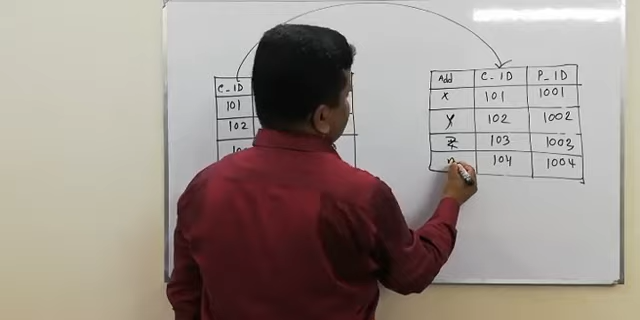 C_ID
101
102
Add C_ID P_ID
x 101 1001
y 102 1002
z 103 1003
n 104 1004